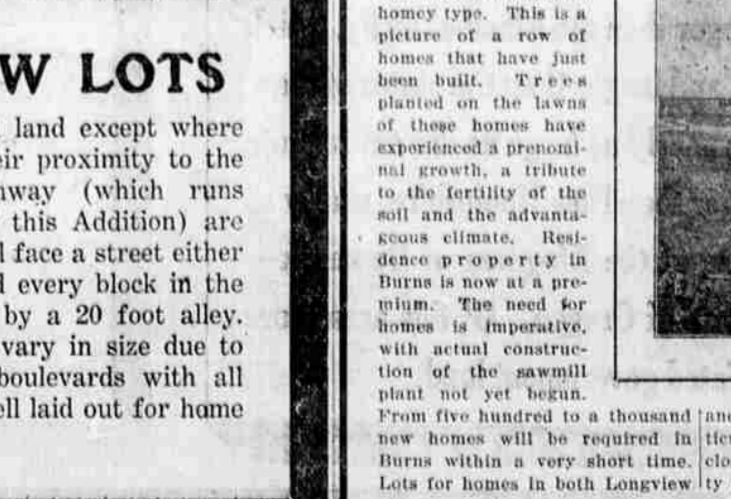 W LOTS
land except where
eir proximity to the
hway (which runs
this Addition) are
l face a street either
d every block in the
by a 20 foot alley.
vary in size due to
boulevards with all
ell laid out for home
homey type. This is a
picture of a row of
homes that have just
been built. Trees
planted on the lawns
of these homes have
experienced a prenomi-
nal growth, a tribute
to the fertility of the
soil and the advanta-
geous climate. Resi-
dence property in
Burns is now at a pre-
mium. The need for
homes is imperative,
with actual construc-
tion of the sawmill
plant not yet begun.
From five hundred to a thousand
new homes will be required in
Burns within a very short time.
Lots for homes in both Longview
and
ticu
clo
ty